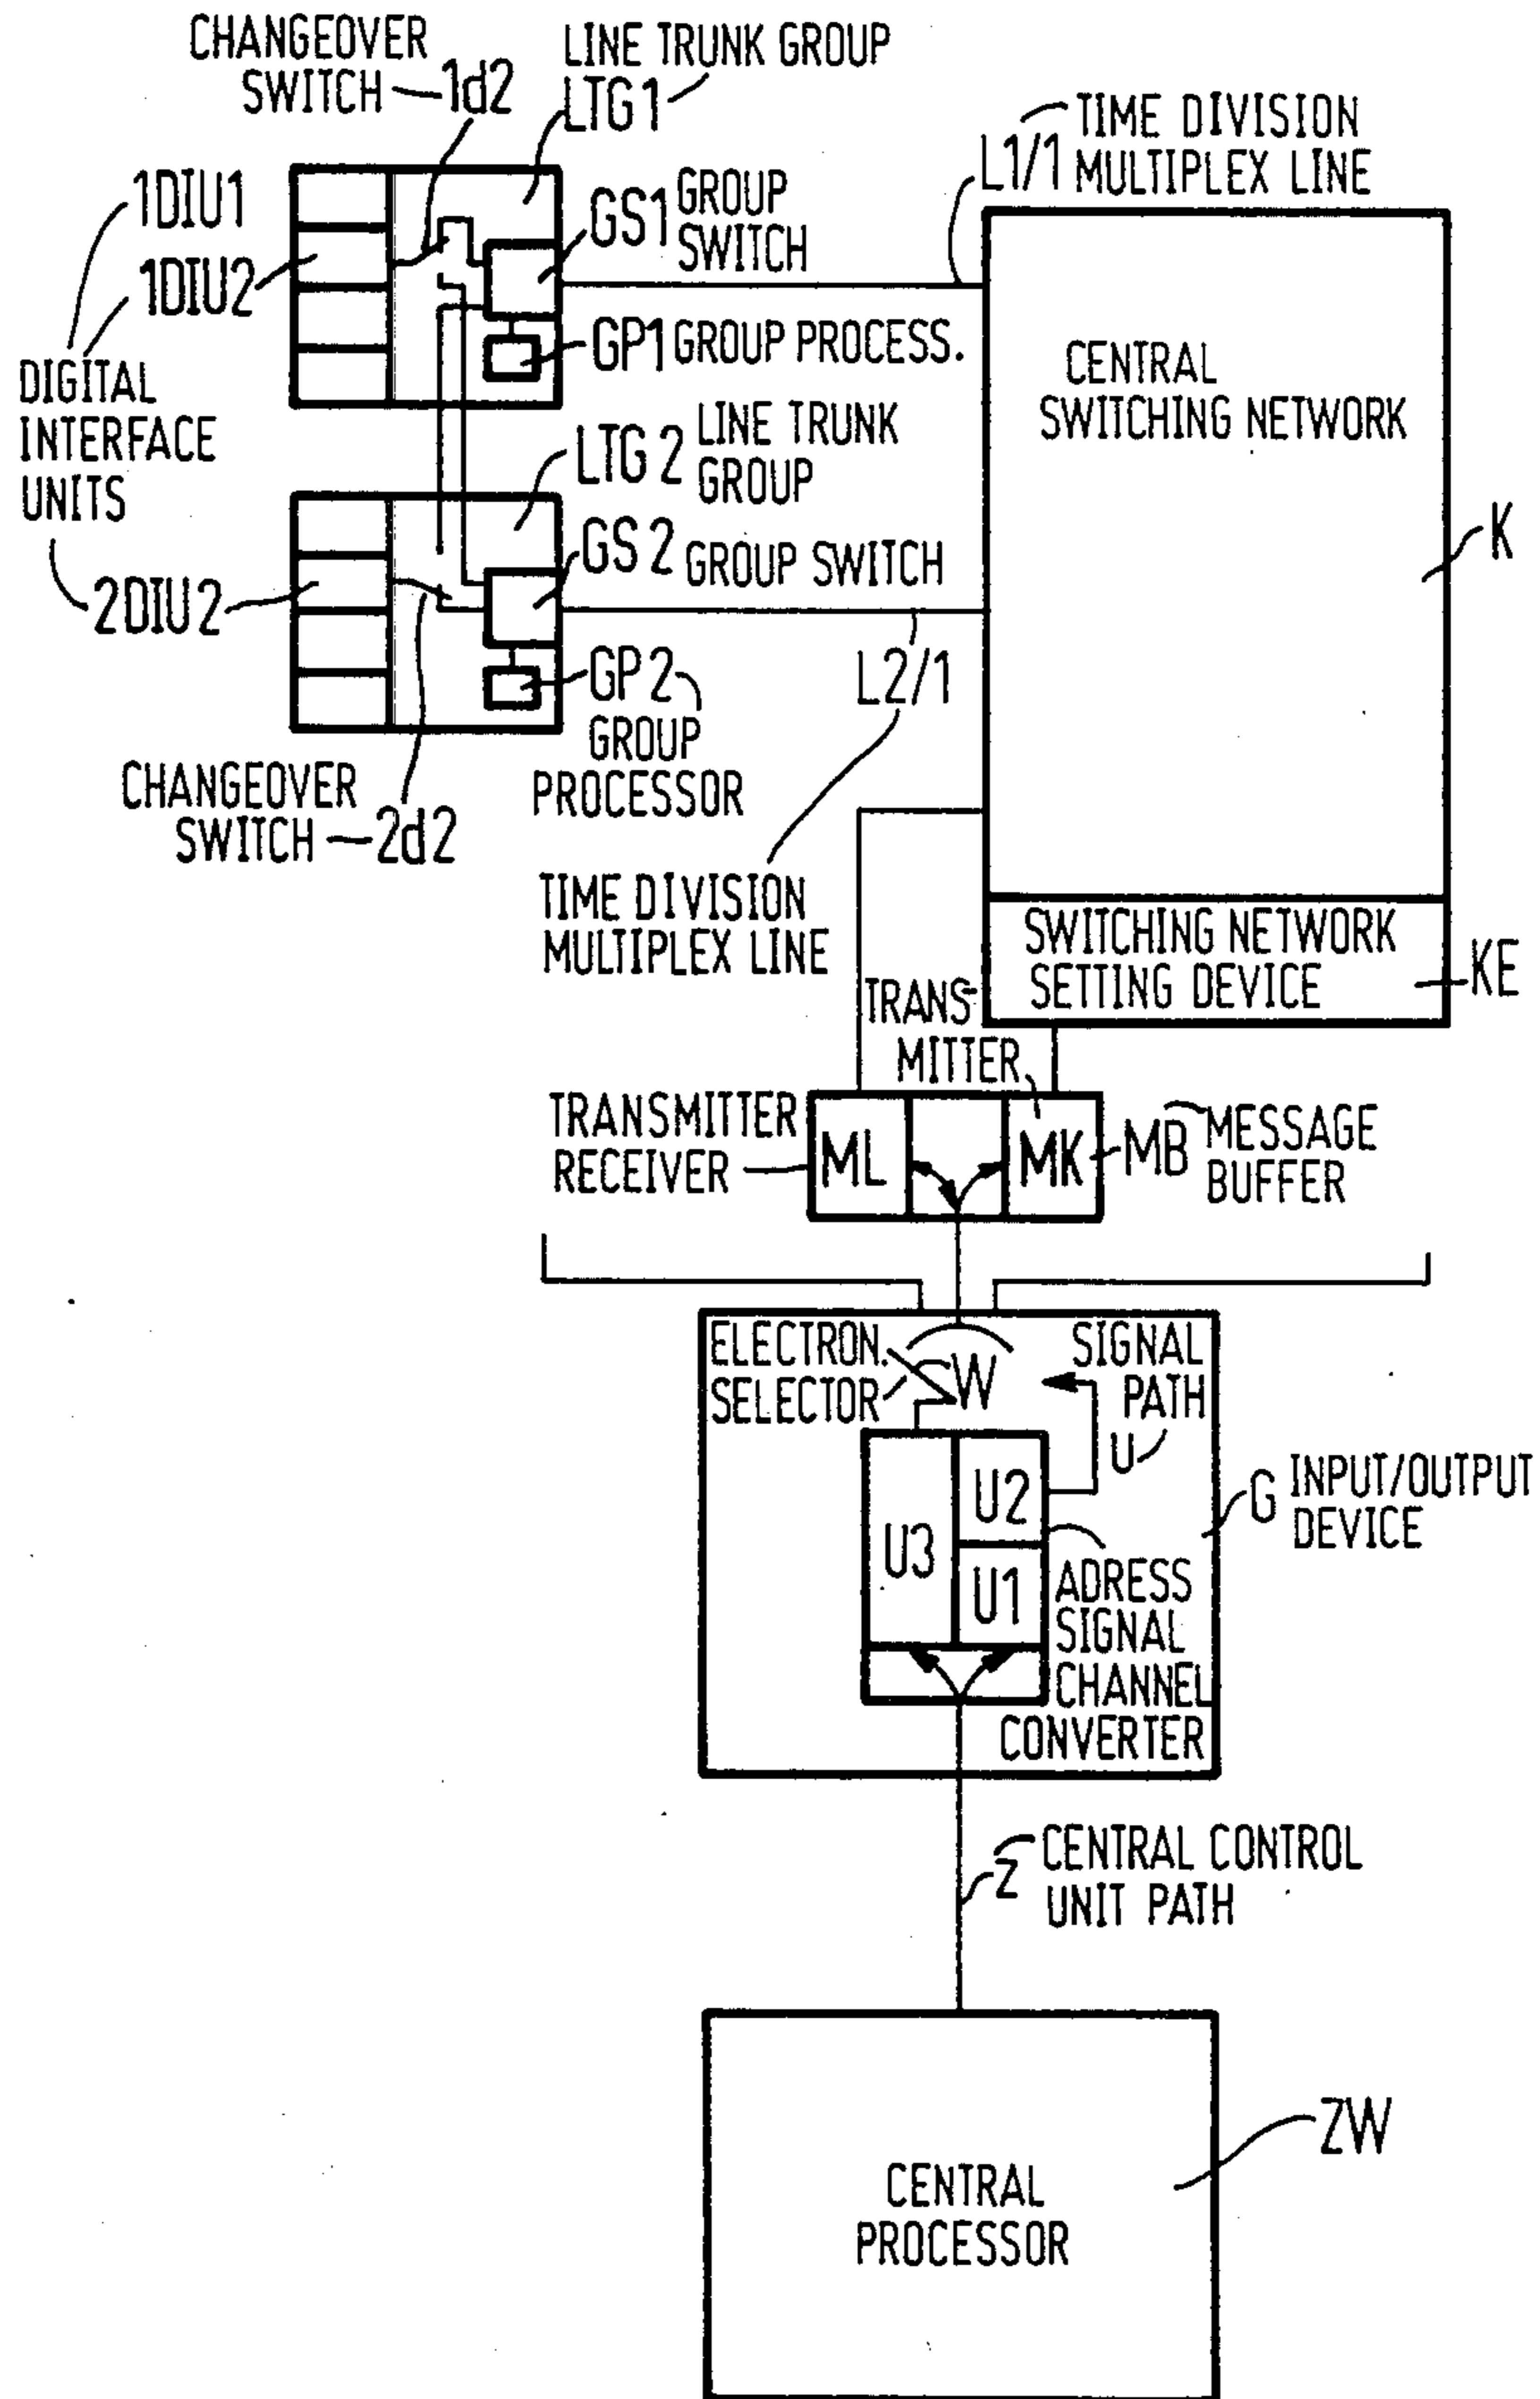 CHANGEOVER
SWITCH
1d2
LINE TRUNK GROUP
LTG1
L1/1
TIME DIVISION
MULTIPLEX LINE
1DIU1
1DIU2
GS1
GROUP
SWITCH
GP1 GROUP PROCESS.
DIGITAL
INTERFACE
UNITS
2DIU2
CENTRAL
SWITCHING NETWORK
K
LTG 2
LINE TRUNK
GROUP
GS 2
GROUP SWITCH
L2/1
GP 2
GROUP
PROCESSOR
CHANGEOVER
SWITCH
2d2
TIME DIVISION
MULTIPLEX LINE
SWITCHING NETWORK
SETTING DEVICE
KE
TRANS-
MITTER
TRANSMITTER
RECEIVER
ML
MK
MB
MESSAGE
BUFFER
ELECTRON.
SELECTOR
W
SIGNAL
PATH
U
U3
U2
U1
G
INPUT/OUTPUT
DEVICE
ADRESS
SIGNAL
CHANNEL
CONVERTER
Z
CENTRAL CONTROL
UNIT PATH
ZW
CENTRAL
PROCESSOR